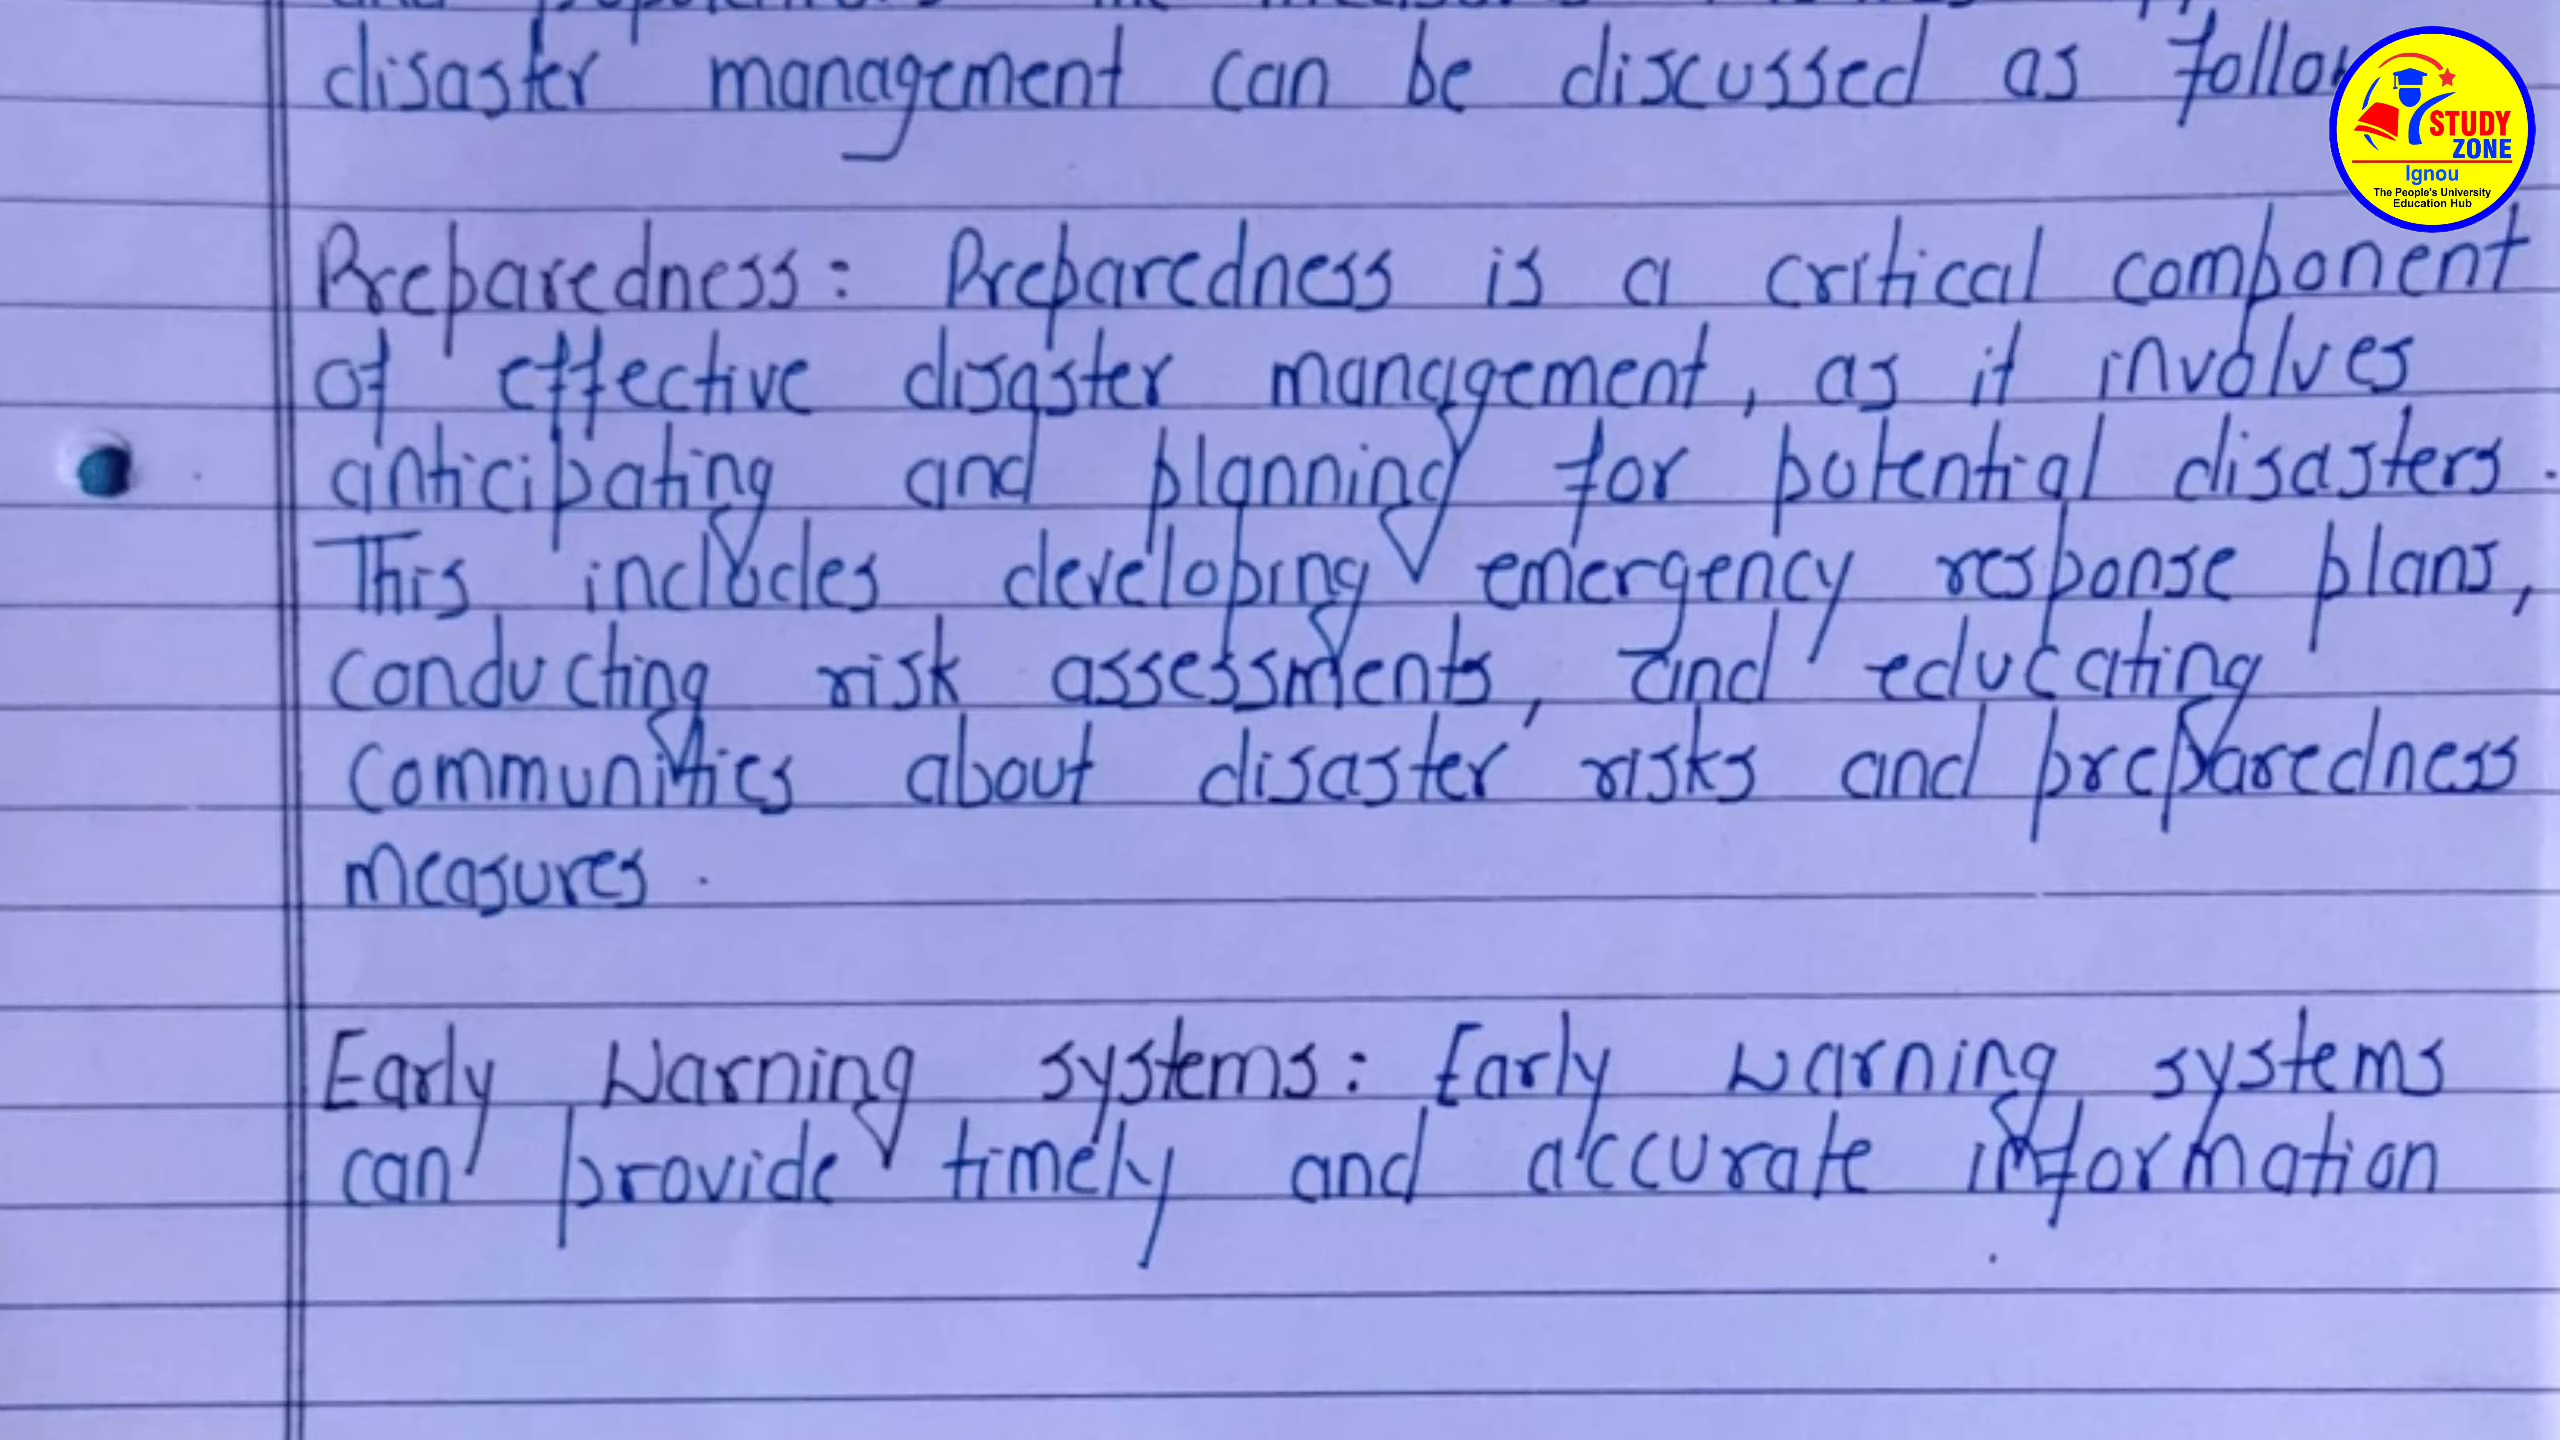 disaster management can be discussed as
Preparedness: Preparedness is a critical component
of effective disaster management, as it involves
anticipating and planning for potential disasters.
This includes developing emergency response plans,
conducting risk assessments, and educating
communities about disaster risks and preparedness
measures.
Early Warning systems: Early warning systems
can provide timely and accurate information
STUDY
ZONE
Ignou
The People's University
Education Hub